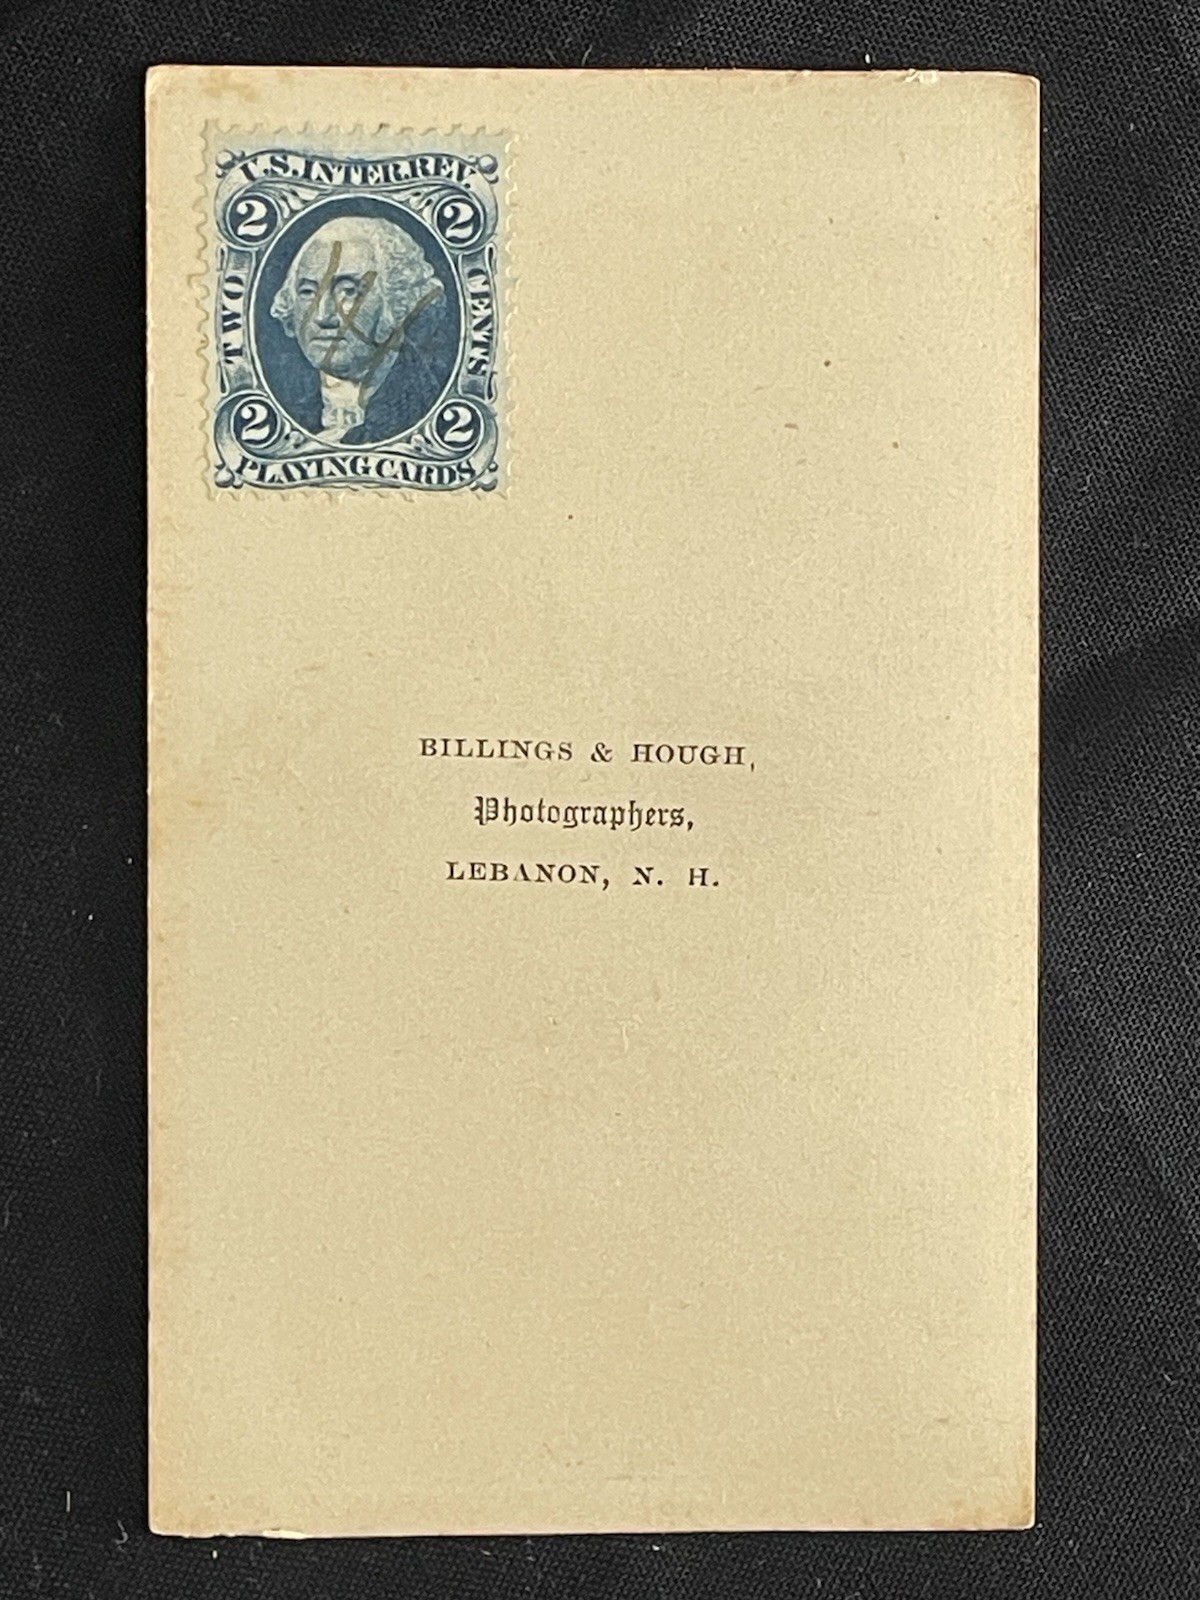 U.S. INTER. REV.
2 2
TWO CENTS
2 2
PLAYING CARDS
BILLINGS & HOUGH,
Photographers,
LEBANON, N. H.